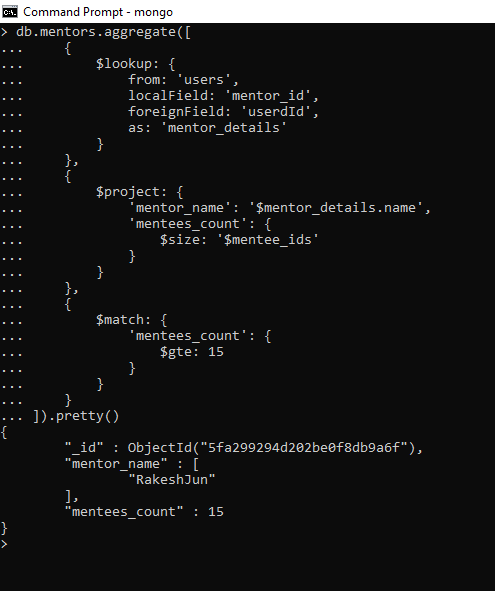 Command Prompt - mongo
> db.mentors.aggregate([
...     {
...         $lookup: {
...             from: 'users',
...             localField: 'mentor_id',
...             foreignField: 'userdId',
...             as: 'mentor_details'
...         }
...     },
...     {
...         $project: {
...             'mentor_name': '$mentor_details.name',
...             'mentees_count': {
...                 $size: '$mentee_ids'
...             }
...         }
...     },
...     {
...         $match: {
...             'mentees_count': {
...                 $gte: 15
...             }
...         }
...     }
... ]).pretty()
{
        "_id" : ObjectId("5fa299294d202be0f8db9a6f"),
        "mentor_name" : [
                "RakeshJun"
        ],
        "mentees_count" : 15
}
>